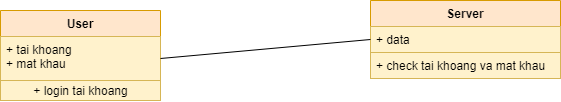 User
+ tai khoang
+ mat khau
+ login tai khoang
Server
+ data
+ check tai khoang va mat khau